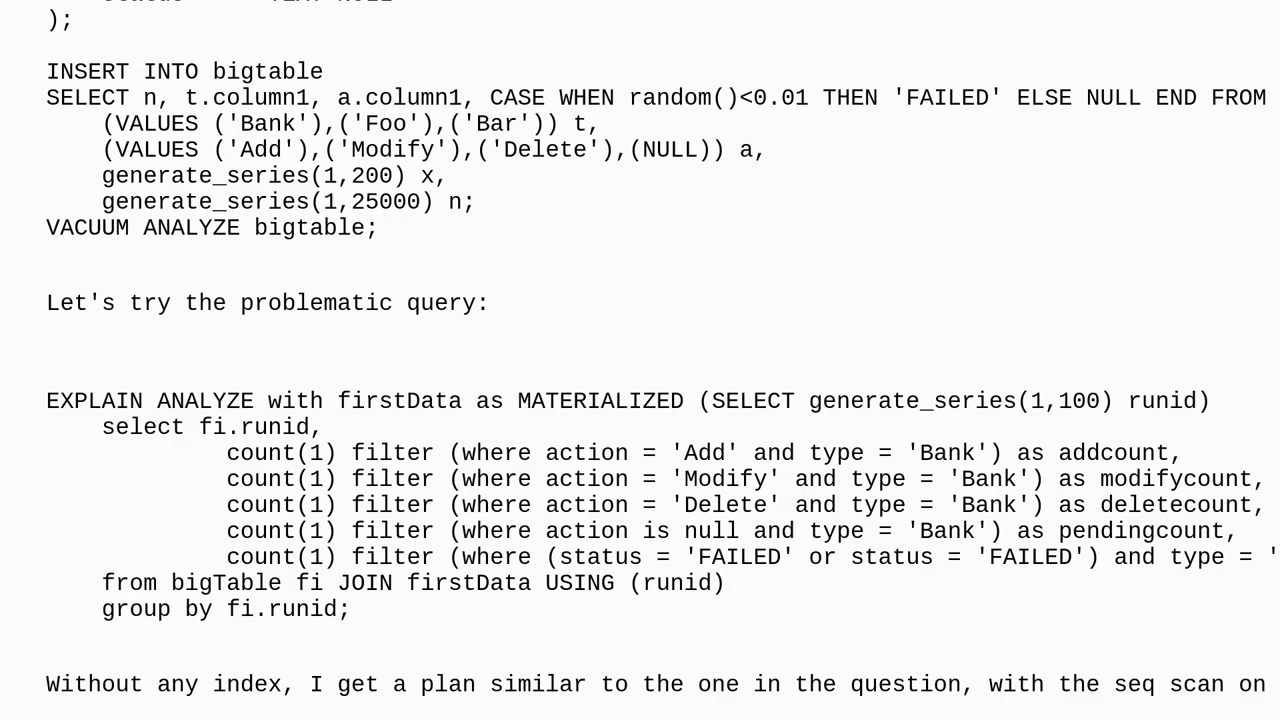 );
INSERT INTO bigtable
SELECT n, t.column1, a.column1, CASE WHEN random()<0.01 THEN 'FAILED' ELSE NULL END FROM
(VALUES ('Bank'),('Foo'),('Bar')) t,
(VALUES ('Add'),('Modify'),('Delete'),(NULL)) a,
generate_series(1,200) x,
generate_series(1,25000) n;
VACUUM ANALYZE bigtable;
Let's try the problematic query:
EXPLAIN ANALYZE with firstData as MATERIALIZED (SELECT generate_series(1,100) runid)
select fi.runid,
count(1) filter (where action = 'Add' and type = 'Bank') as addcount,
count(1) filter (where action = 'Modify' and type = 'Bank') as modifycount,
count(1) filter (where action = 'Delete' and type = 'Bank') as deletecount,
count(1) filter (where action is null and type = 'Bank') as pendingcount,
count(1) filter (where (status = 'FAILED' or status = 'FAILED') and type = '
from bigTable fi JOIN firstData USING (runid)
group by fi.runid;
Without any index, I get a plan similar to the one in the question, with the seq scan on